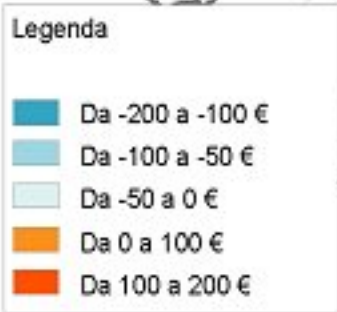 Legenda
Da -200 a -100 €
Da -100 a -50 €
Da -50 a 0 €
Da 0 a 100 €
Da 100 a 200 €